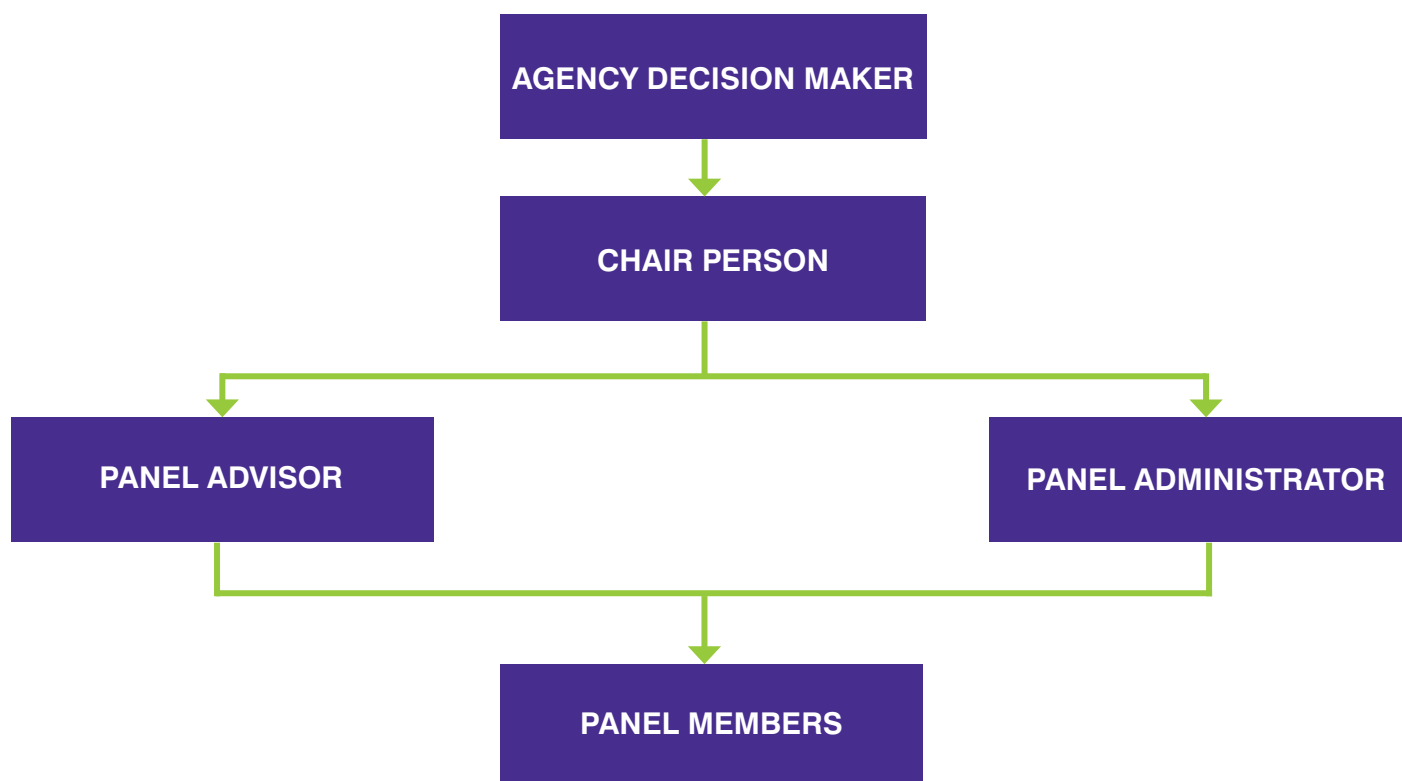 AGENCY DECISION MAKER
CHAIR PERSON
PANEL ADVISOR
PANEL ADMINISTRATOR
PANEL MEMBERS